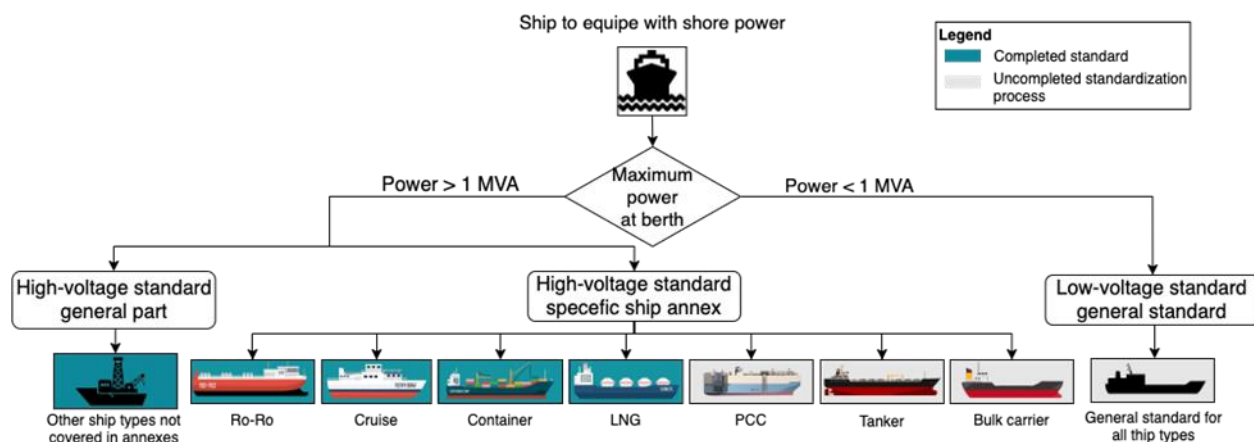 Ship to equipe with shore power
Legend
Completed standard
Uncompleted standardization
process
Power > 1 MVA
Maximum
power
at berth
Power < 1 MVA
High-voltage standard
general part
High-voltage standard
specefic ship annex
Low-voltage standard
general standard
Other ship types not
covered in annexes
Ro-Ro
Cruise
Container
LNG
PCC
Tanker
Bulk carrier
General standard for
all thip types